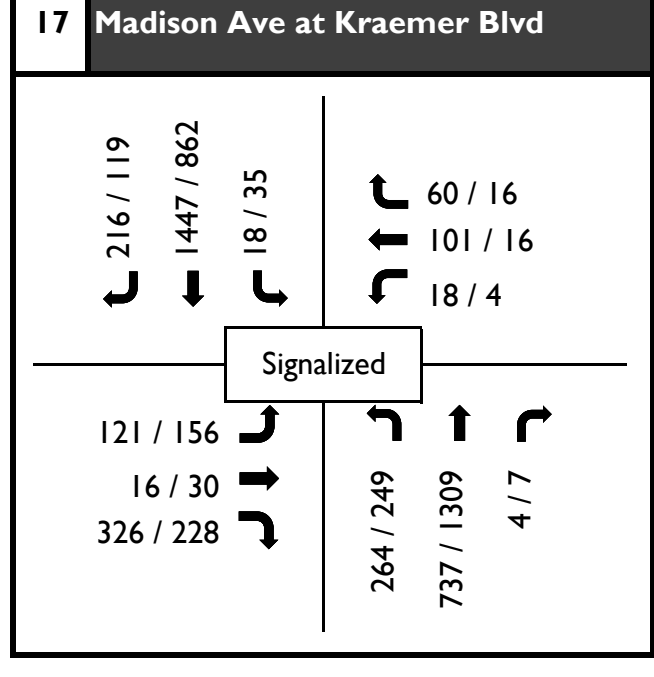 17 Madison Ave at Kraemer Blvd
216 / 119
1447 / 862
18 / 35
60 / 16
101 / 16
18 / 4
Signalized
121 / 156
16 / 30
326 / 228
264 / 249
737 / 1309
4 / 7